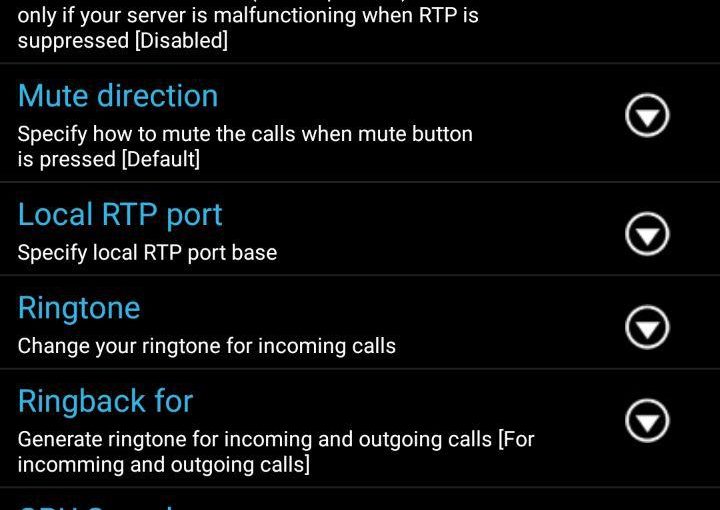 only if your server is malfunctioning when RTP is
suppressed [Disabled]
Mute direction
Specify how to mute the calls when mute button
is pressed [Default]
Local RTP port
Specify local RTP port base
Ringtone
Change your ringtone for incoming calls
Ringback for
Generate ringtone for incoming and outgoing calls [For
incomming and outgoing calls]